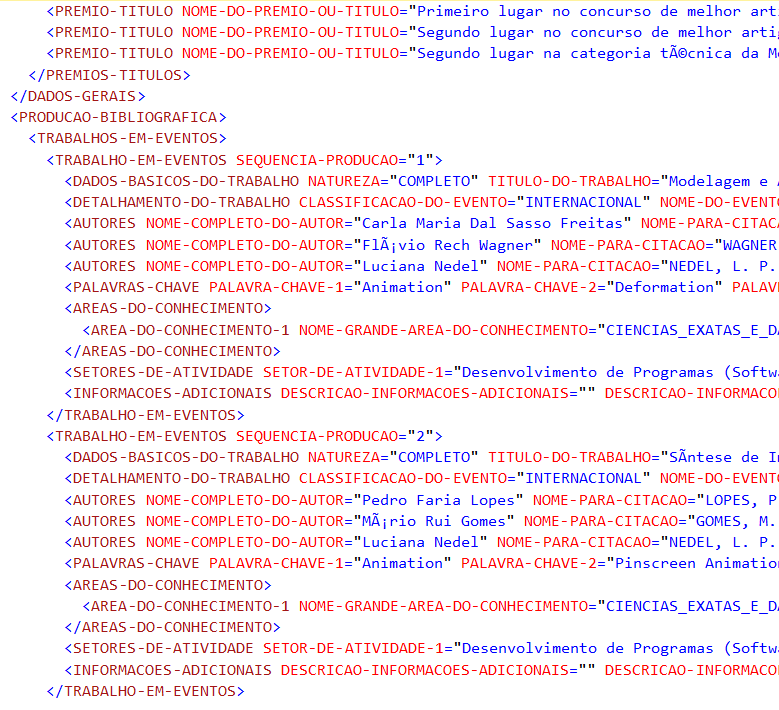 <PREMIO-TITULO NOME-DO-PREMIO-OU-TITULO="Primeiro lugar no concurso de melhor art
<PREMIO-TITULO NOME-DO-PREMIO-OU-TITULO="Segundo lugar no concurso de melhor artig
<PREMIO-TITULO NOME-DO-PREMIO-OU-TITULO="Segundo lugar na categoria tÃ©cnica da M
</PREMIOS-TITULOS>
</DADOS-GERAIS>
<PRODUCAO-BIBLIOGRAFICA>
<TRABALHOS-EM-EVENTOS>
<TRABALHO-EM-EVENTOS SEQUENCIA-PRODUCAO="1">
<DADOS-BASICOS-DO-TRABALHO NATUREZA="COMPLETO" TITULO-DO-TRABALHO="Modelagem e A
<DETALHAMENTO-DO-TRABALHO CLASSIFICACAO-DO-EVENTO="INTERNACIONAL" NOME-DO-EVENTO
<AUTORES NOME-COMPLETO-DO-AUTOR="Carla Maria Dal Sasso Freitas" NOME-PARA-CITAC
<AUTORES NOME-COMPLETO-DO-AUTOR="FlÃ¡vio Rech Wagner" NOME-PARA-CITACAO="WAGNER
<AUTORES NOME-COMPLETO-DO-AUTOR="Luciana Nedel" NOME-PARA-CITACAO="NEDEL, L. P.
<PALAVRAS-CHAVE PALAVRA-CHAVE-1="Animation" PALAVRA-CHAVE-2="Deformation" PALAV
<AREAS-DO-CONHECIMENTO>
<AREA-DO-CONHECIMENTO-1 NOME-GRANDE-AREA-DO-CONHECIMENTO="CIENCIAS_EXATAS_E_DA
</AREAS-DO-CONHECIMENTO>
<SETORES-DE-ATIVIDADE SETOR-DE-ATIVIDADE-1="Desenvolvimento de Programas (Softw
<INFORMACOES-ADICIONAIS DESCRICAO-INFORMACOES-ADICIONAIS="" DESCRICAO-INFORMACO
</TRABALHO-EM-EVENTOS>
<TRABALHO-EM-EVENTOS SEQUENCIA-PRODUCAO="2">
<DADOS-BASICOS-DO-TRABALHO NATUREZA="COMPLETO" TITULO-DO-TRABALHO="SÃntese de I
<DETALHAMENTO-DO-TRABALHO CLASSIFICACAO-DO-EVENTO="INTERNACIONAL" NOME-DO-EVENTO
<AUTORES NOME-COMPLETO-DO-AUTOR="Pedro Faria Lopes" NOME-PARA-CITACAO="LOPES, P
<AUTORES NOME-COMPLETO-DO-AUTOR="MÃ¡rio Rui Gomes" NOME-PARA-CITACAO="GOMES, M.
<AUTORES NOME-COMPLETO-DO-AUTOR="Luciana Nedel" NOME-PARA-CITACAO="NEDEL, L. P.
<PALAVRAS-CHAVE PALAVRA-CHAVE-1="Animation" PALAVRA-CHAVE-2="Pinscreen Animation
<AREAS-DO-CONHECIMENTO>
<AREA-DO-CONHECIMENTO-1 NOME-GRANDE-AREA-DO-CONHECIMENTO="CIENCIAS_EXATAS_E_DA
</AREAS-DO-CONHECIMENTO>
<SETORES-DE-ATIVIDADE SETOR-DE-ATIVIDADE-1="Desenvolvimento de Programas (Softw
<INFORMACOES-ADICIONAIS DESCRICAO-INFORMACOES-ADICIONAIS="" DESCRICAO-INFORMACO
</TRABALHO-EM-EVENTOS>